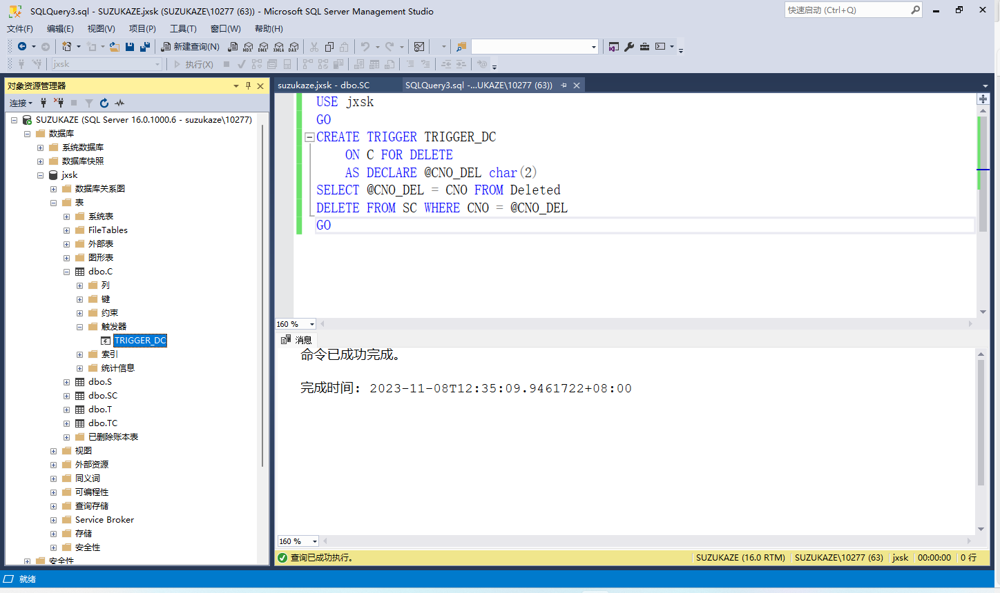 SQLQuery3.sql - SUZUKAZE.jxsk (SUZUKAZE\10277 (63)) - Microsoft SQL Server Management Studio
快速启动 (Ctrl+Q)
文件(F) 编辑(E) 视图(V) 项目(P) 工具(T) 窗口(W) 帮助(H)
新建查询(N) MDX DMX XMLA DAX
jxsk 执行(X)
对象资源管理器
连接
SUZUKAZE (SQL Server 16.0.1000.6 - suzukaze\10277)
数据库
系统数据库
数据库快照
jxsk
数据库关系图
表
系统表
FileTables
外部表
图形表
dbo.C
列
键
约束
触发器
TRIGGER_DC
索引
统计信息
dbo.S
dbo.SC
dbo.T
dbo.TC
已删除账本表
视图
外部资源
同义词
可编程性
查询存储
Service Broker
存储
安全性
安全性
suzukaze.jxsk - dbo.SC
SQLQuery3.sql -...UKAZE\10277 (63))
USE jxsk
GO
CREATE TRIGGER TRIGGER_DC
ON C FOR DELETE
AS DECLARE @CNO_DEL char(2)
SELECT @CNO_DEL = CNO FROM Deleted
DELETE FROM SC WHERE CNO = @CNO_DEL
GO
160 %
消息
命令已成功完成。
完成时间: 2023-11-08T12:35:09.9461722+08:00
160 %
查询已成功执行。
SUZUKAZE (16.0 RTM) SUZUKAZE\10277 (63) jxsk 00:00:00 0 行
就绪